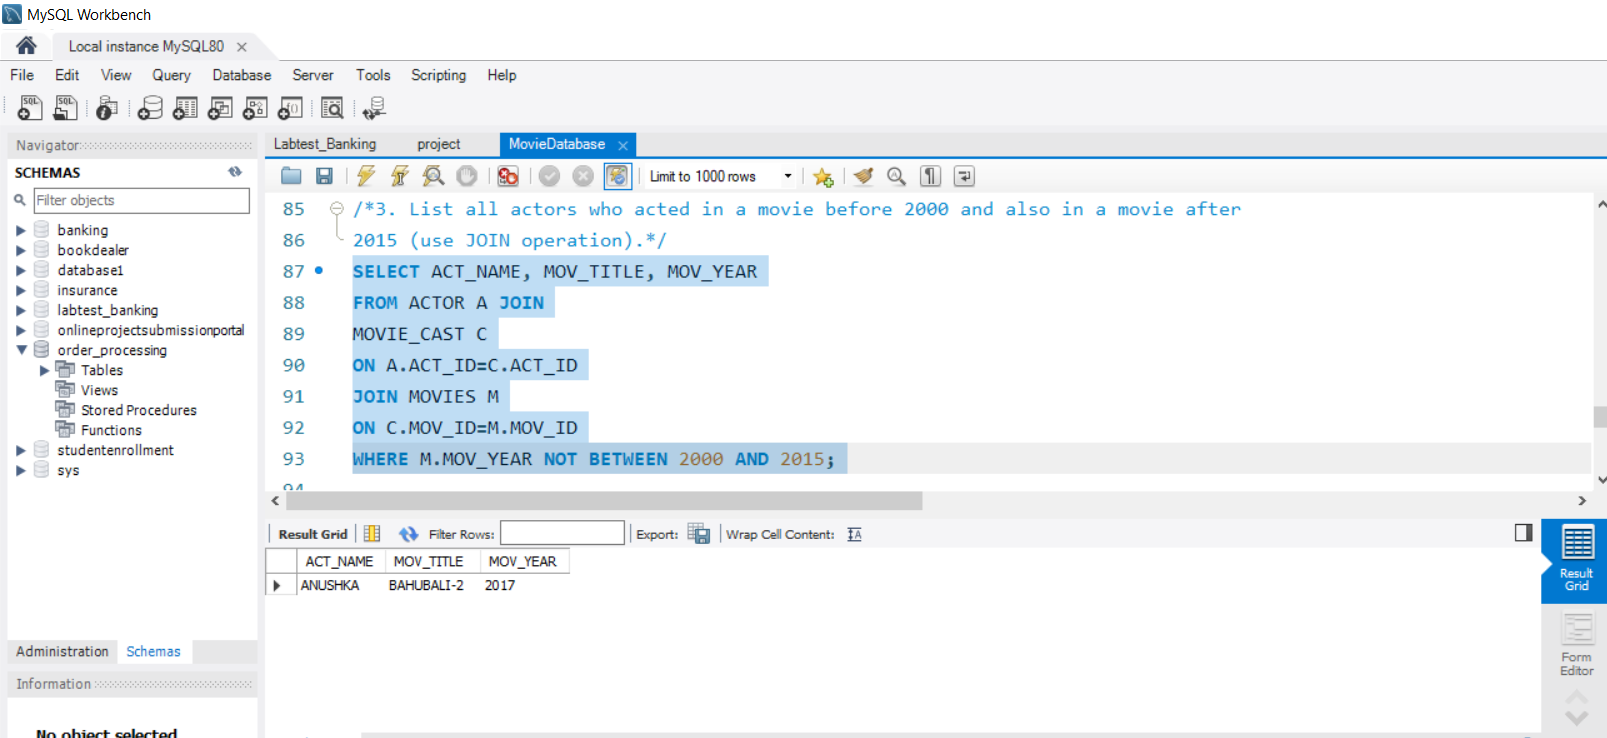 MySQL Workbench
Local instance MySQL80
File Edit View Query Database Server Tools Scripting Help
Navigator
SCHEMAS
Filter objects
banking
bookdealer
database1
insurance
labtest_banking
onlineprojectsubmissionportal
order_processing
Tables
Views
Stored Procedures
Functions
studentenrollment
sys
Administration Schemas
Information
No object selected
Labtest_Banking project MovieDatabase
Limit to 1000 rows
85 /*3. List all actors who acted in a movie before 2000 and also in a movie after
86 2015 (use JOIN operation).*/
87 SELECT ACT_NAME, MOV_TITLE, MOV_YEAR
88 FROM ACTOR A JOIN
89 MOVIE_CAST C
90 ON A.ACT_ID=C.ACT_ID
91 JOIN MOVIES M
92 ON C.MOV_ID=M.MOV_ID
93 WHERE M.MOV_YEAR NOT BETWEEN 2000 AND 2015;
94
Result Grid Filter Rows: Export: Wrap Cell Content:
ACT_NAME MOV_TITLE MOV_YEAR
ANUSHKA BAHUBALI-2 2017
Result
Grid
Form
Editor